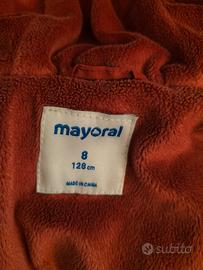 mayoral
8
128 cm
MADE IN CHINA
subito